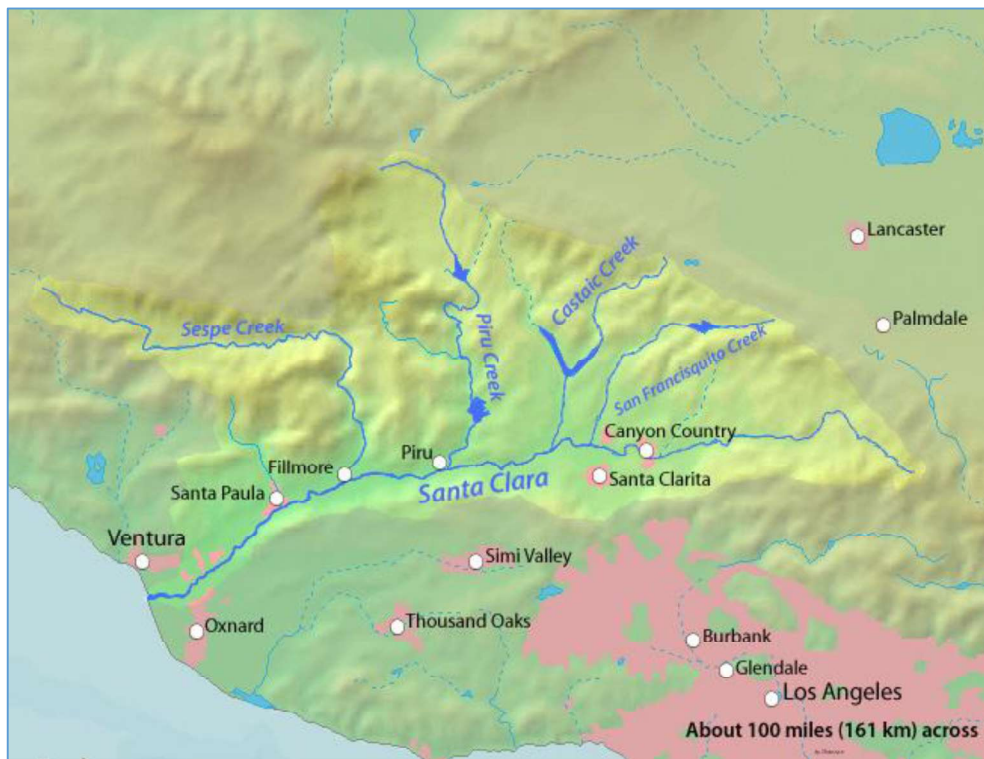 Lancaster
Castaic Creek
Palmdale
Sespe Creek
Piru Creek
San Francisquito Creek
Canyon Country
Piru
Fillmore
Santa Clara
Santa Clarita
Santa Paula
Ventura
Simi Valley
Oxnard
Thousand Oaks
Burbank
Glendale
Los Angeles
About 100 miles (161 km) across